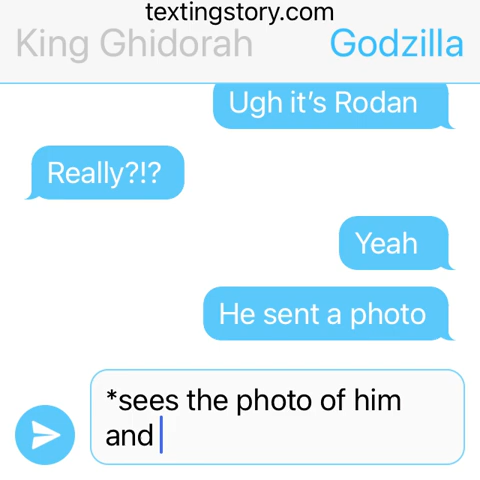 textingstory.com
King Ghidorah
Godzilla
Ugh it’s Rodan
Really?!?
Yeah
He sent a photo
*sees the photo of him
and